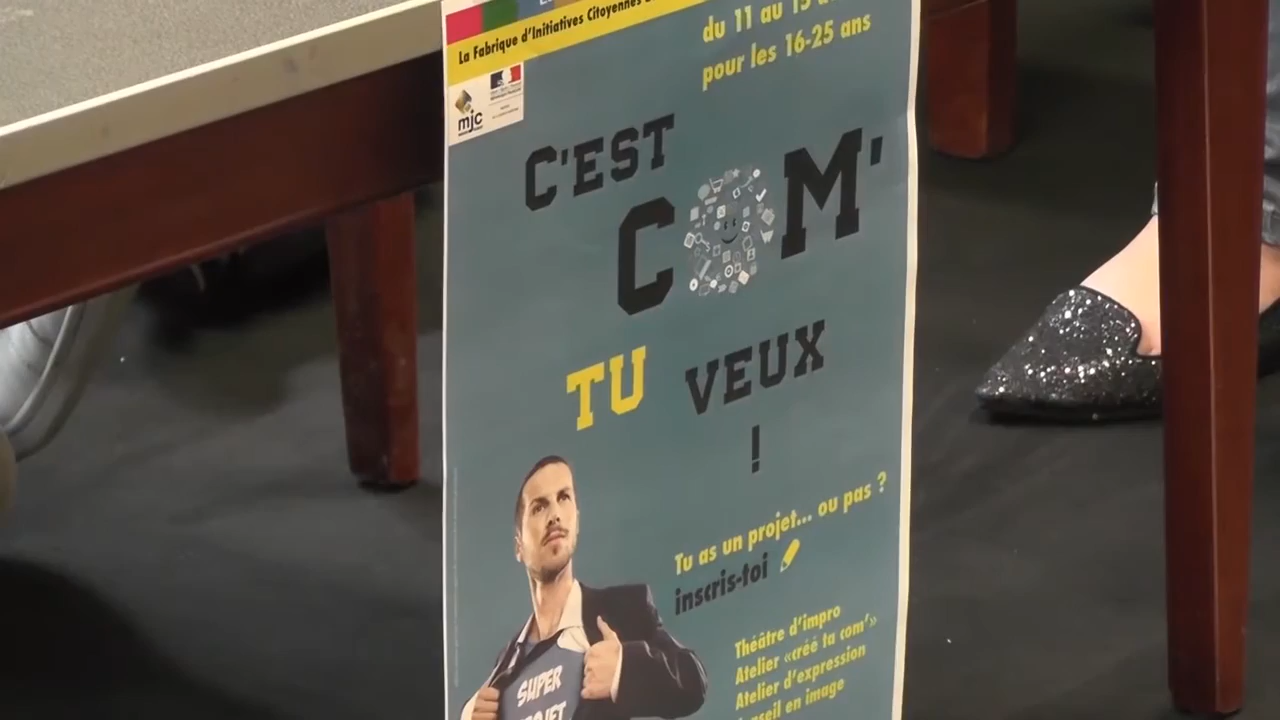 La Fabrique d'Initiatives Citoyennes
du 11 au 15
pour les 16-25 ans
mjc
C'EST
COM'
TU VEUX
!
Tu as un projet... ou pas ?
inscris-toi
Théâtre d'impro
Atelier «créé ta com'»
Atelier d'expression
en image
SUPER